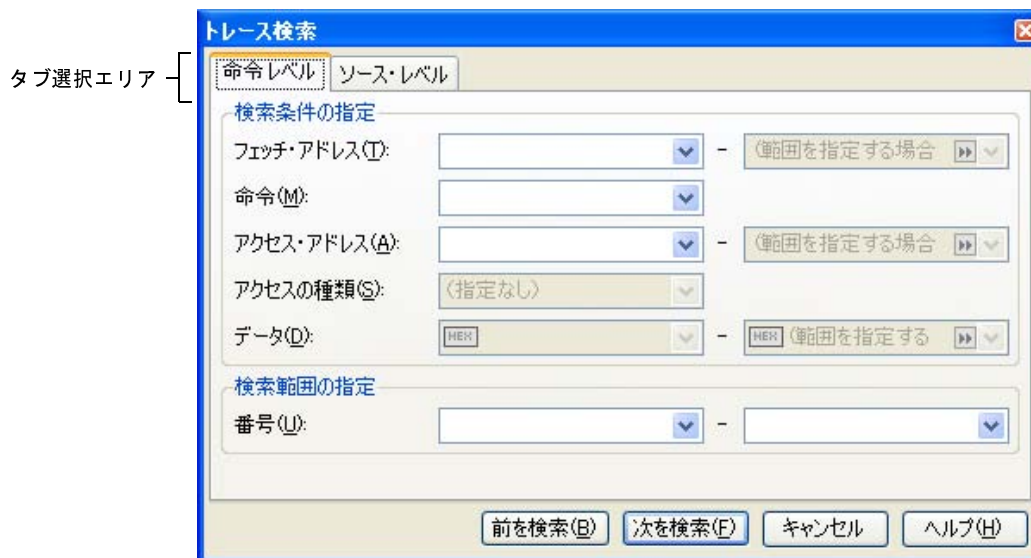 トレース検索
タブ選択エリア
命令レベル ソース・レベル
検索条件の指定
フェッチ・アドレス(T): - (範囲を指定する場合
命令(M):
アクセス・アドレス(A): - (範囲を指定する場合
アクセスの種類(S): (指定なし)
データ(D): HEX - HEX (範囲を指定する
検索範囲の指定
番号(U): -
前を検索(B) 次を検索(F) キャンセル ヘルプ(H)